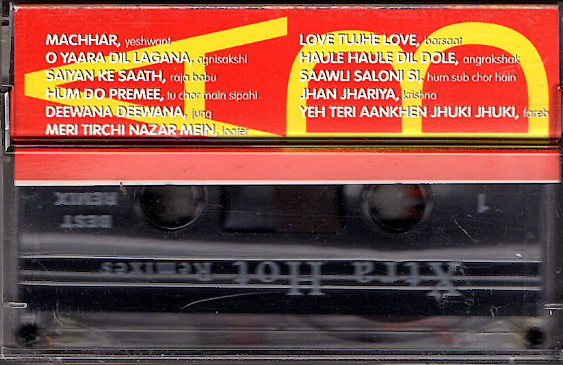 MACHHAR, yeshwant
O YAARA DIL LAGANA, agnisakshi
SAIYAN KE SAATH, raja babu
HUM DO PREMEE, tu chor main sipahi
DEEWANA DEEWANA, jung
MERI TIRCHI NAZAR MEIN, loafer
LOVE TUJHE LOVE, barsaat
HAULE HAULE DIL DOLE, angrakshak
SAAWLI SALONI SI, hum sub chor hain
JHAN JHARIYA, krishna
YEH TERI AANKHEN JHUKI JHUKI, fareb
A
B
1
BEST
REMIX
Xtra Hot Remixes